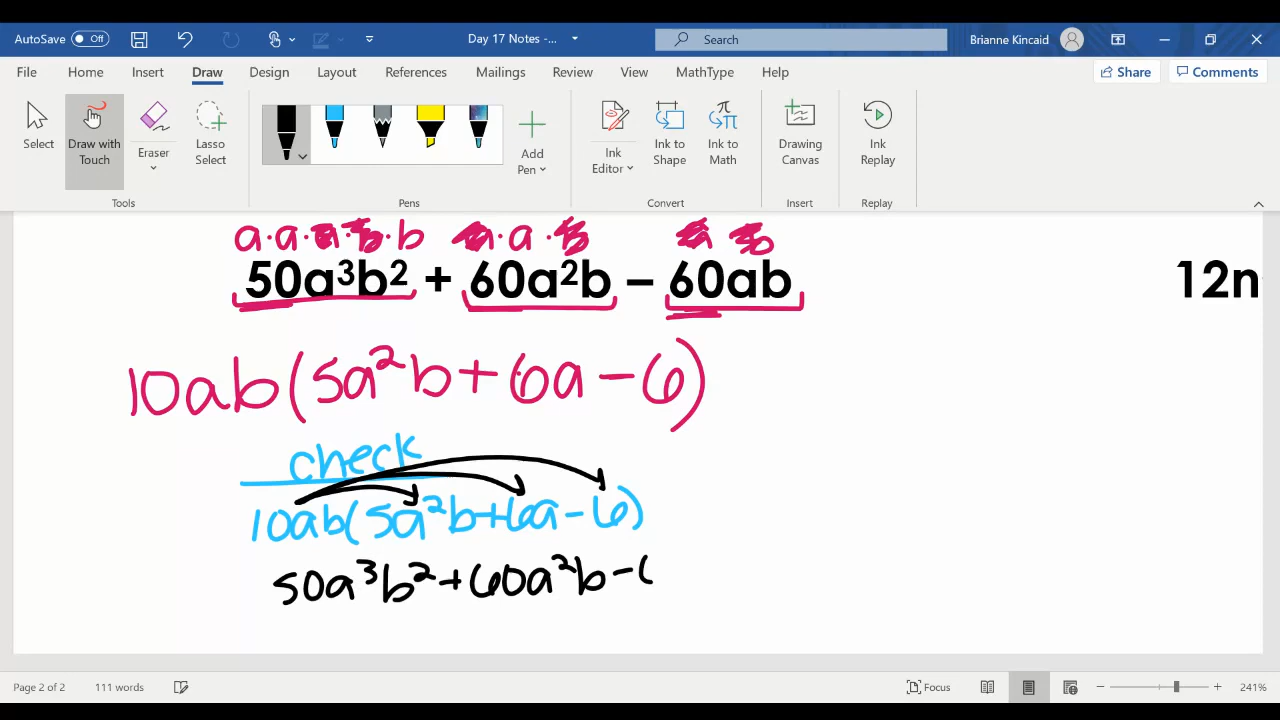 AutoSave Off Day 17 Notes -... Search Brianne Kincaid
File Home Insert Draw Design Layout References Mailings Review View MathType Help Share Comments
Select Draw with Touch Eraser Lasso Select Add Pen Ink Editor Ink to Shape Ink to Math Drawing Canvas Ink Replay
Tools Pens Convert Insert Replay
a·a·a·b·b a·a·b a b
50a³b² + 60a²b – 60ab 12n
10ab(5a²b+6a-6)
check
10ab(5a²b+6a-6)
50a³b²+60a²b-
Page 2 of 2 111 words Focus 241%